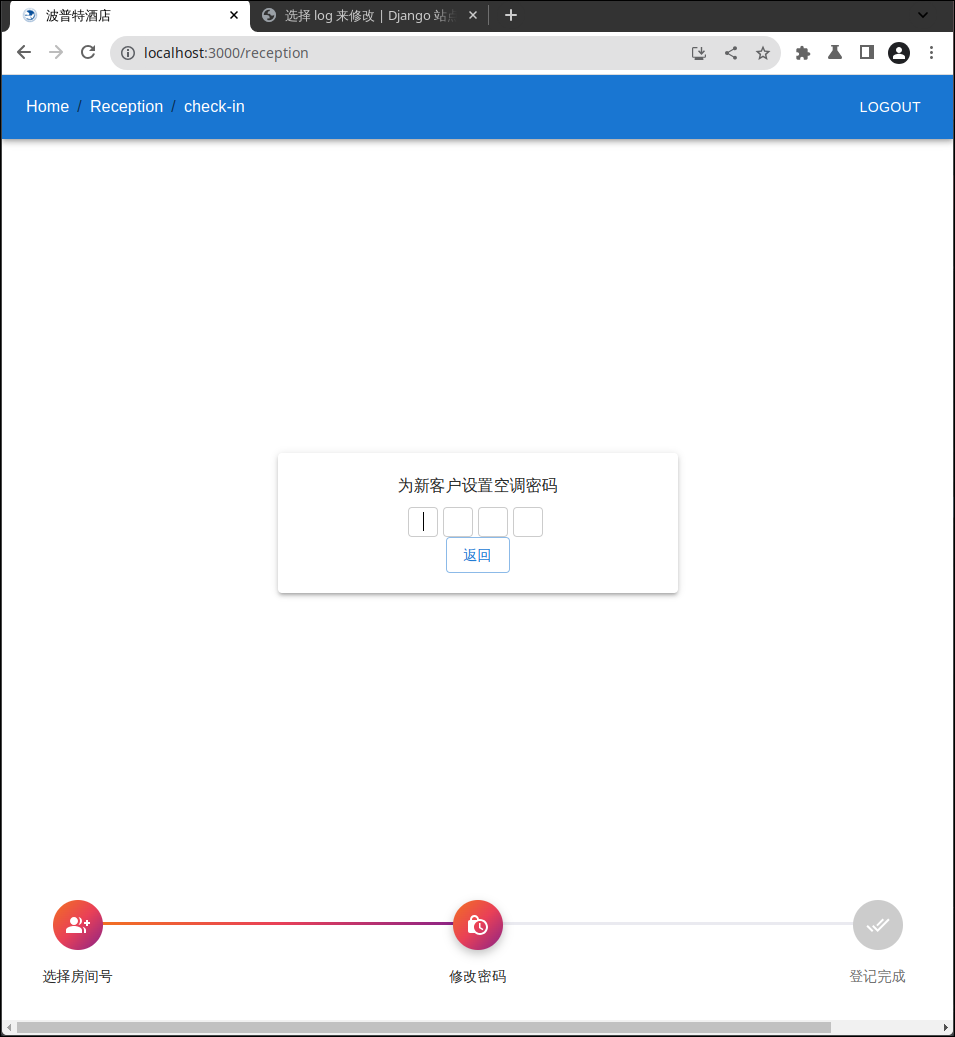 波普特酒店
选择 log 来修改 | Django 站点
localhost:3000/reception
Home / Reception / check-in
LOGOUT
为新客户设置空调密码
返回
选择房间号
修改密码
登记完成